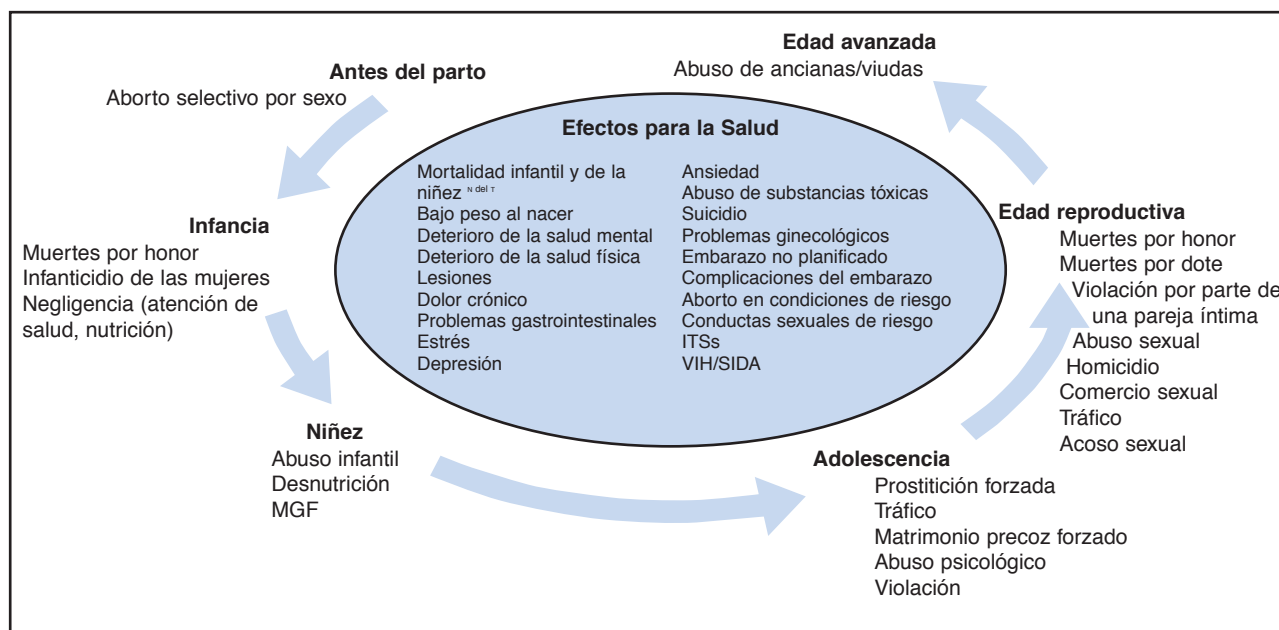 Antes del parto
Aborto selectivo por sexo
Infancia
Muertes por honor
Infanticidio de las mujeres
Negligencia (atención de
salud, nutrición)
Niñez
Abuso infantil
Desnutrición
MGF
Adolescencia
Prostitición forzada
Tráfico
Matrimonio precoz forzado
Abuso psicológico
Violación
Edad reproductiva
Muertes por honor
Muertes por dote
Violación por parte de
una pareja íntima
Abuso sexual
Homicidio
Comercio sexual
Tráfico
Acoso sexual
Edad avanzada
Abuso de ancianas/viudas
Efectos para la Salud
Mortalidad infantil y de la
niñez N del T
Bajo peso al nacer
Deterioro de la salud mental
Deterioro de la salud física
Lesiones
Dolor crónico
Problemas gastrointestinales
Estrés
Depresión
Ansiedad
Abuso de substancias tóxicas
Suicidio
Problemas ginecológicos
Embarazo no planificado
Complicaciones del embarazo
Aborto en condiciones de riesgo
Conductas sexuales de riesgo
ITSs
VIH/SIDA